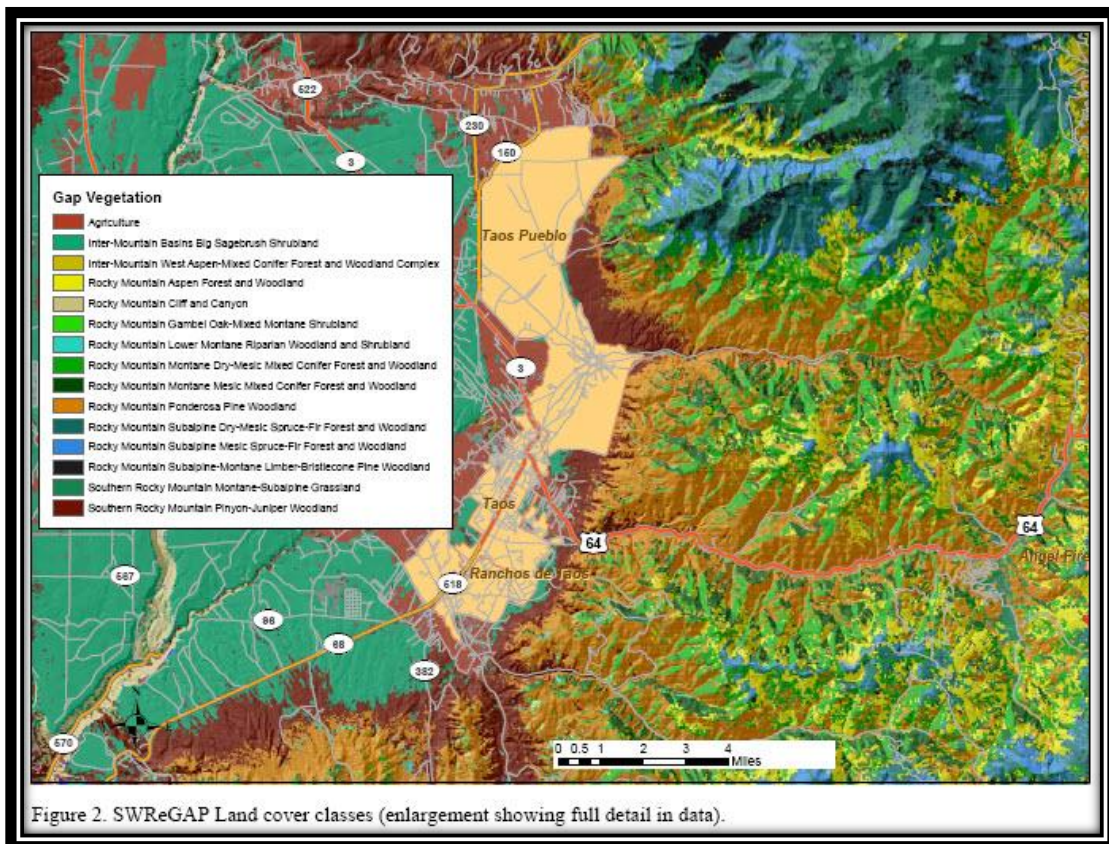 522
230
150
3
Gap Vegetation
Agriculture
Inter-Mountain Basins Big Sagebrush Shrubland
Inter-Mountain West Aspen-Mixed Conifer Forest and Woodland Complex
Rocky Mountain Aspen Forest and Woodland
Rocky Mountain Cliff and Canyon
Rocky Mountain Gambel Oak-Mixed Montane Shrubland
Rocky Mountain Lower Montane Riparian Woodland and Shrubland
Rocky Mountain Montane Dry-Mesic Mixed Conifer Forest and Woodland
Rocky Mountain Montane Mesic Mixed Conifer Forest and Woodland
Rocky Mountain Ponderosa Pine Woodland
Rocky Mountain Subalpine Dry-Mesic Spruce-Fir Forest and Woodland
Rocky Mountain Subalpine Mesic Spruce-Fir Forest and Woodland
Rocky Mountain Subalpine-Montane Limber-Bristlecone Pine Woodland
Southern Rocky Mountain Montane-Subalpine Grassland
Southern Rocky Mountain Pinyon-Juniper Woodland
Taos Pueblo
3
Taos
64
64
Angel Fire
567
Ranchos de Taos
518
96
68
382
570
0 0.5 1 2 3 4
Miles
Figure 2. SWReGAP Land cover classes (enlargement showing full detail in data).